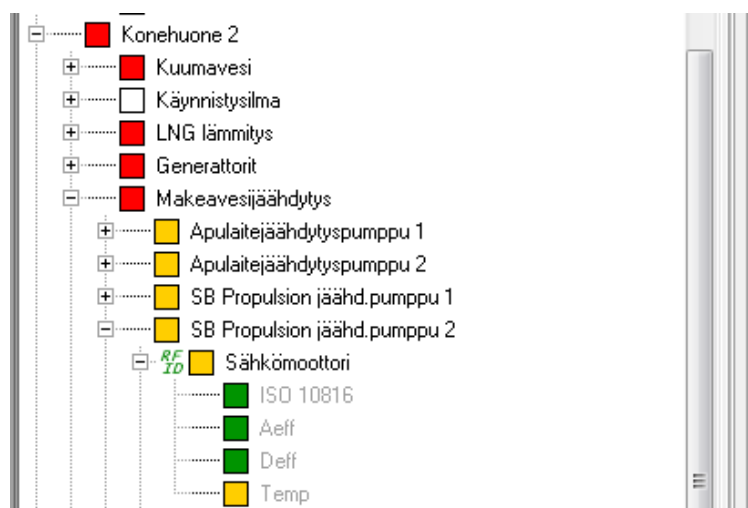 Konehuone 2
Kuumavesi
Käynnistysilma
LNG lämmitys
Generattorit
Makeavesijäähdytys
Apulaitejäähdytyspumppu 1
Apulaitejäähdytyspumppu 2
SB Propulsion jäähd.pumppu 1
SB Propulsion jäähd.pumppu 2
RF ID Sähkömoottori
ISO 10816
Aeff
Deff
Temp